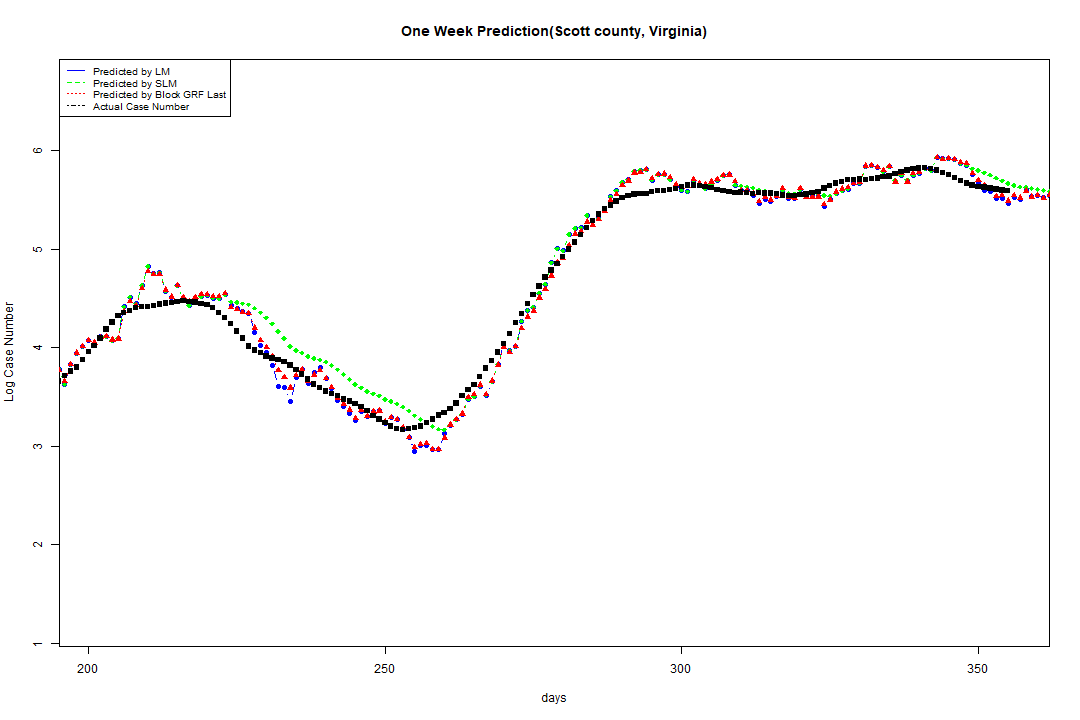 One Week Prediction(Scott county, Virginia)
Predicted by LM
Predicted by SLM
Predicted by Block GRF Last
Actual Case Number
6
5
4
3
2
1
Log Case Number
200
250
300
350
days